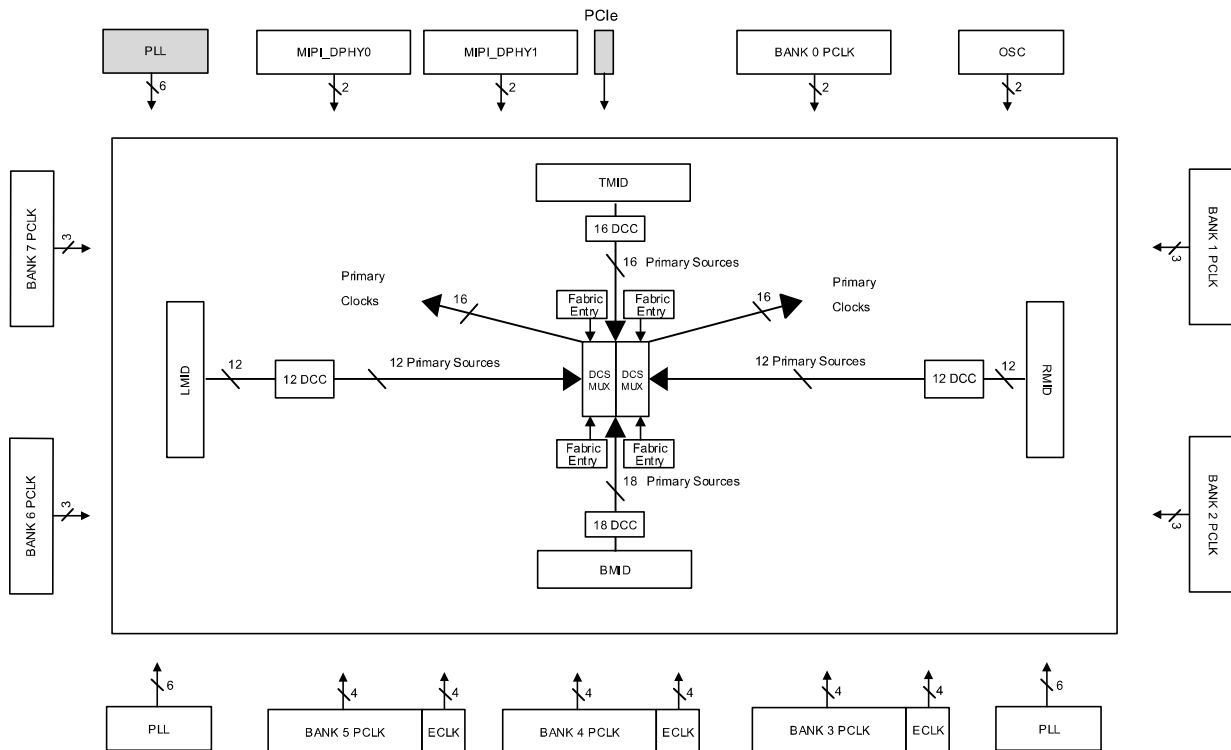 PCIe
PLL
MIPI_DPHY0
MIPI_DPHY1
BANK 0 PCLK
OSC
6
2
2
2
2
BANK 7 PCLK
3
BANK 1 PCLK
3
TMID
16 DCC
16 Primary Sources
Primary
Clocks
16
Fabric
Entry
Fabric
Entry
16
Primary
Clocks
LMID
12
12 DCC
12 Primary Sources
DCS
MUX
DCS
MUX
12 Primary Sources
12 DCC
12
RMID
Fabric
Entry
Fabric
Entry
18 Primary Sources
18 DCC
BMID
BANK 6 PCLK
3
BANK 2 PCLK
3
6
4
4
4
4
4
4
6
PLL
BANK 5 PCLK
ECLK
BANK 4 PCLK
ECLK
BANK 3 PCLK
ECLK
PLL